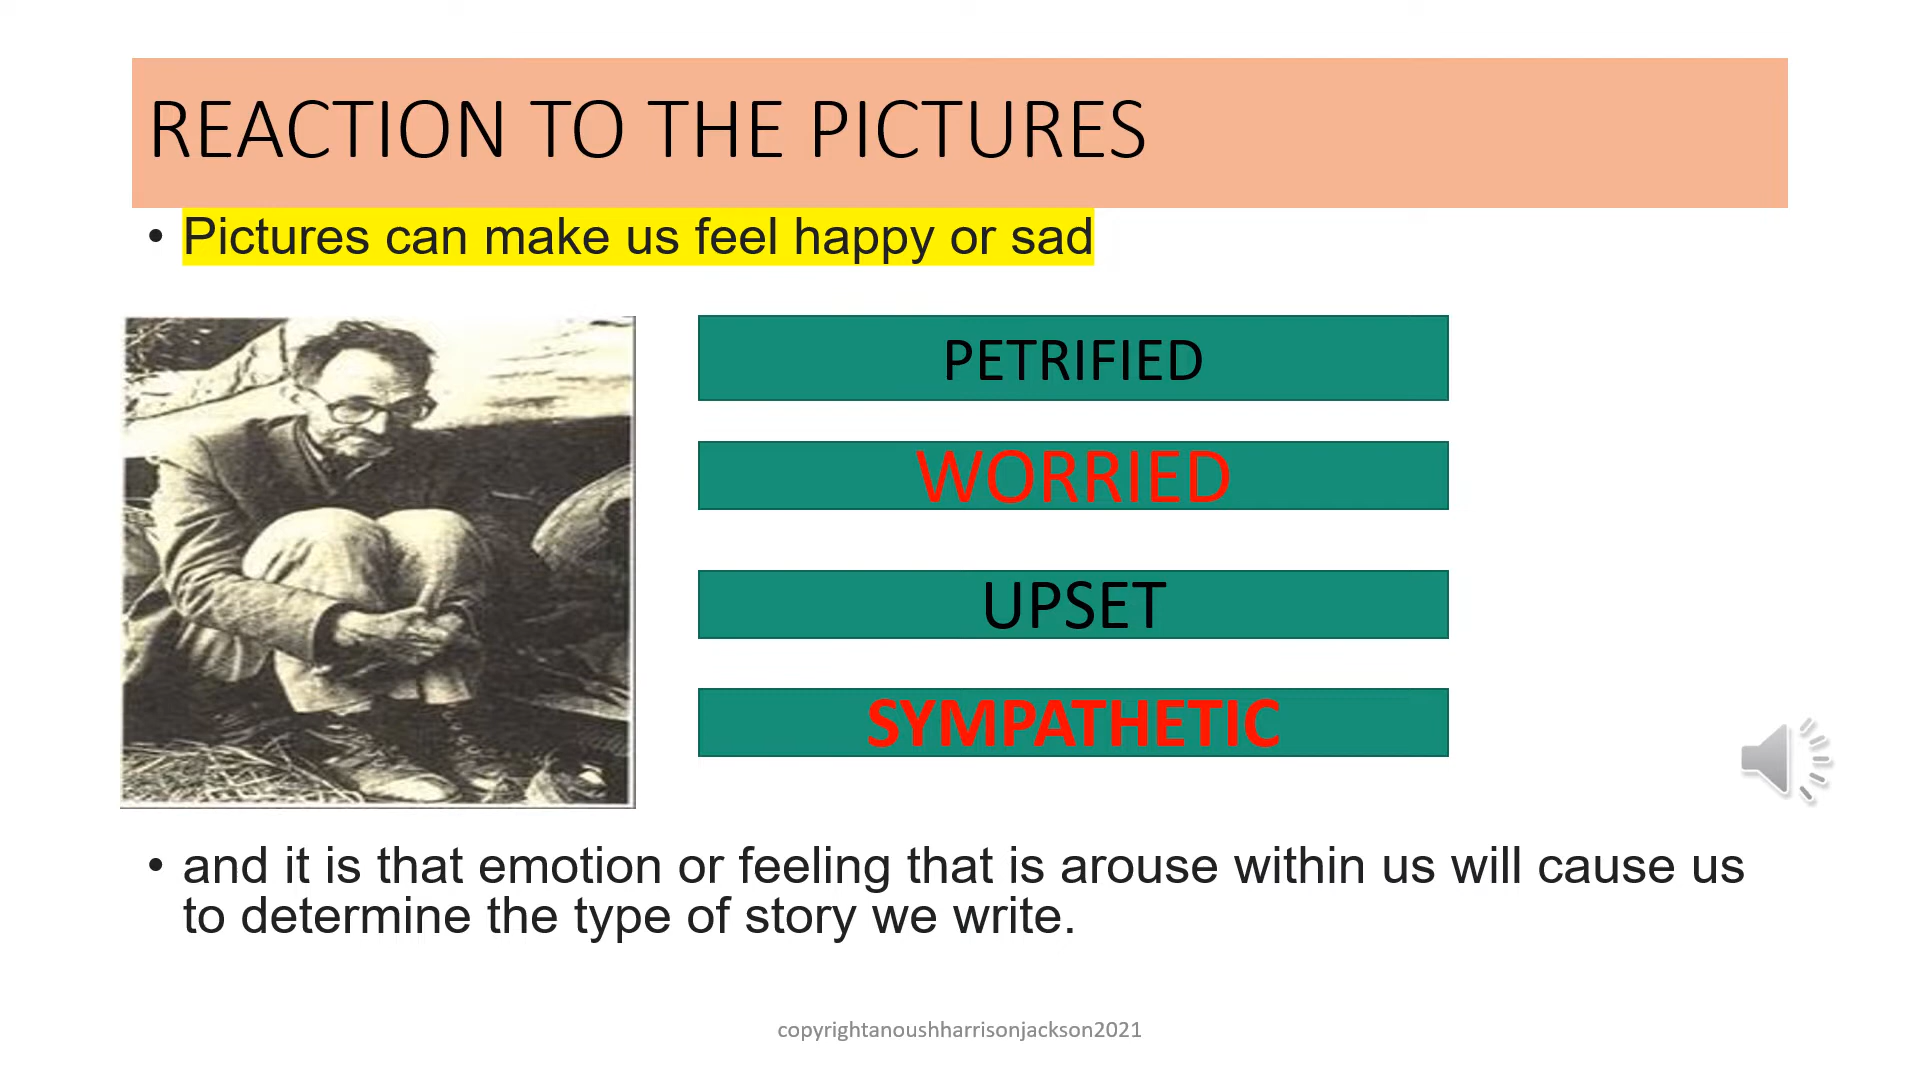 REACTION TO THE PICTURES
• Pictures can make us feel happy or sad
PETRIFIED
WORRIED
UPSET
SYMPATHETIC
• and it is that emotion or feeling that is arouse within us will cause us
to determine the type of story we write.
copyrightanoushharrisonjackson2021